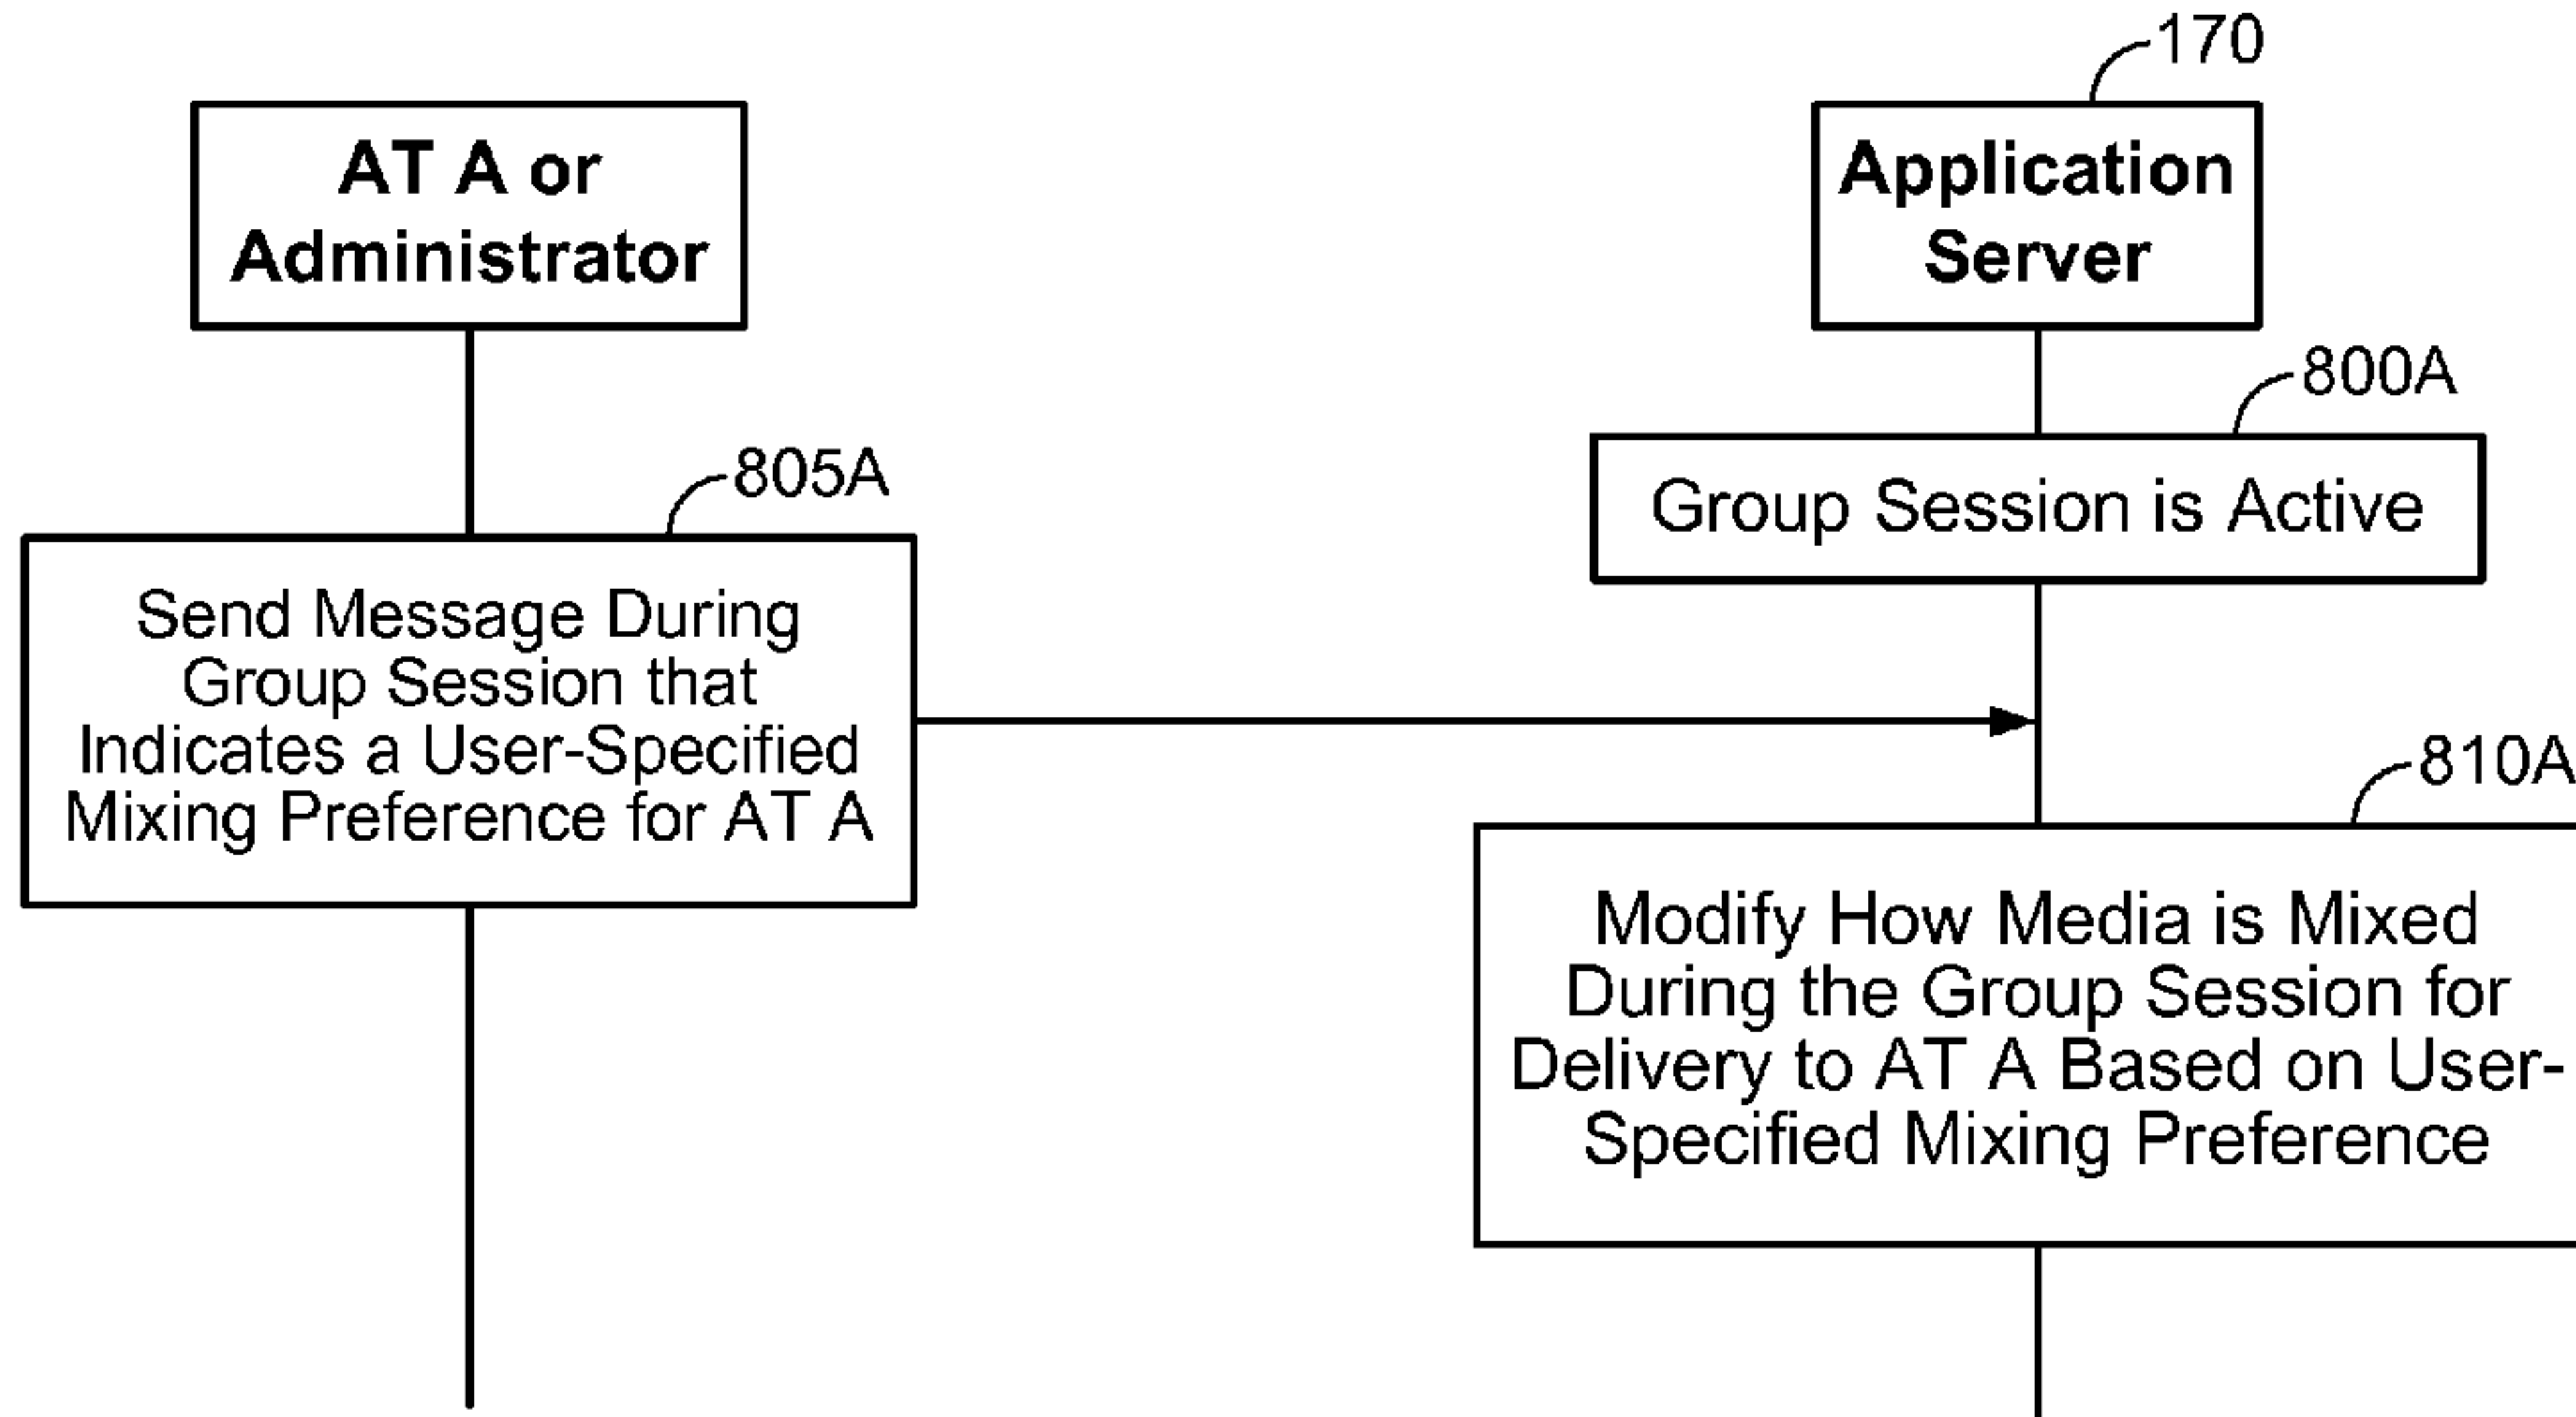 170
AT A or
Administrator
Application
Server
800A
Group Session is Active
805A
Send Message During
Group Session that
Indicates a User-Specified
Mixing Preference for AT A
810A
Modify How Media is Mixed
During the Group Session for
Delivery to AT A Based on User-
Specified Mixing Preference